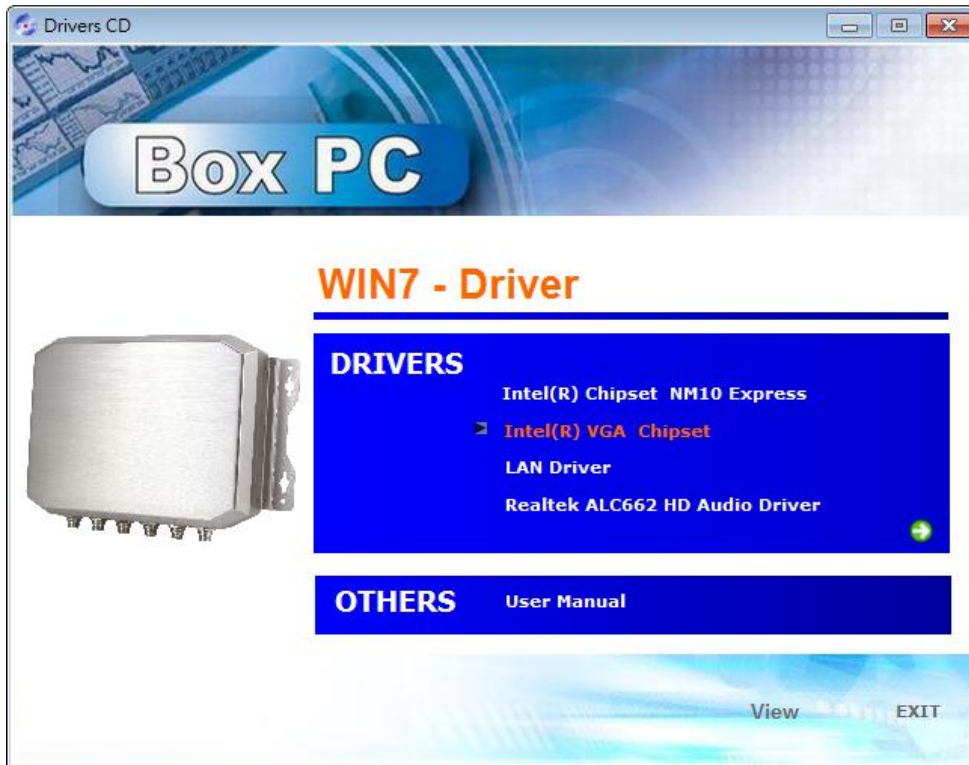 Drivers CD
Box PC
WIN7 - Driver
DRIVERS
Intel(R) Chipset NM10 Express
Intel(R) VGA Chipset
LAN Driver
Realtek ALC662 HD Audio Driver
OTHERS
User Manual
View
EXIT